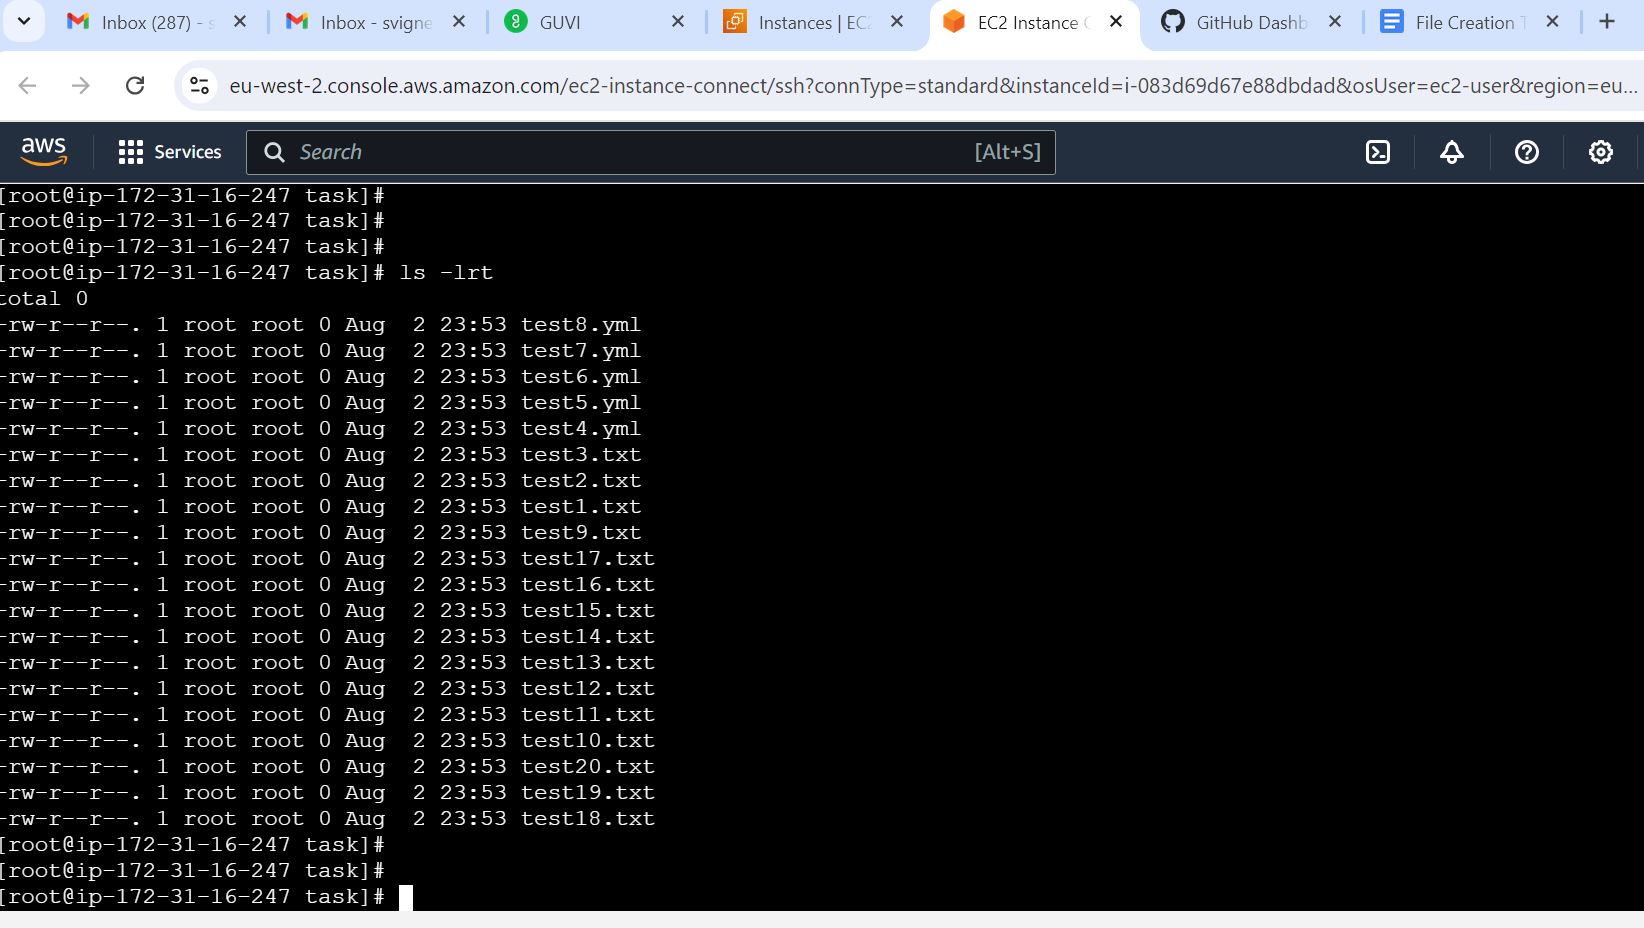 Inbox (287) - s
Inbox - svigne
GUVI
Instances | EC2
EC2 Instance C
GitHub Dashb
File Creation T
eu-west-2.console.aws.amazon.com/ec2-instance-connect/ssh?connType=standard&instanceId=i-083d69d67e88dbdad&osUser=ec2-user&region=eu...
aws
Services
Search
[Alt+S]
[root@ip-172-31-16-247 task]#
[root@ip-172-31-16-247 task]#
[root@ip-172-31-16-247 task]#
[root@ip-172-31-16-247 task]# ls -lrt
total 0
-rw-r--r--. 1 root root 0 Aug  2 23:53 test8.yml
-rw-r--r--. 1 root root 0 Aug  2 23:53 test7.yml
-rw-r--r--. 1 root root 0 Aug  2 23:53 test6.yml
-rw-r--r--. 1 root root 0 Aug  2 23:53 test5.yml
-rw-r--r--. 1 root root 0 Aug  2 23:53 test4.yml
-rw-r--r--. 1 root root 0 Aug  2 23:53 test3.txt
-rw-r--r--. 1 root root 0 Aug  2 23:53 test2.txt
-rw-r--r--. 1 root root 0 Aug  2 23:53 test1.txt
-rw-r--r--. 1 root root 0 Aug  2 23:53 test9.txt
-rw-r--r--. 1 root root 0 Aug  2 23:53 test17.txt
-rw-r--r--. 1 root root 0 Aug  2 23:53 test16.txt
-rw-r--r--. 1 root root 0 Aug  2 23:53 test15.txt
-rw-r--r--. 1 root root 0 Aug  2 23:53 test14.txt
-rw-r--r--. 1 root root 0 Aug  2 23:53 test13.txt
-rw-r--r--. 1 root root 0 Aug  2 23:53 test12.txt
-rw-r--r--. 1 root root 0 Aug  2 23:53 test11.txt
-rw-r--r--. 1 root root 0 Aug  2 23:53 test10.txt
-rw-r--r--. 1 root root 0 Aug  2 23:53 test20.txt
-rw-r--r--. 1 root root 0 Aug  2 23:53 test19.txt
-rw-r--r--. 1 root root 0 Aug  2 23:53 test18.txt
[root@ip-172-31-16-247 task]#
[root@ip-172-31-16-247 task]#
[root@ip-172-31-16-247 task]#